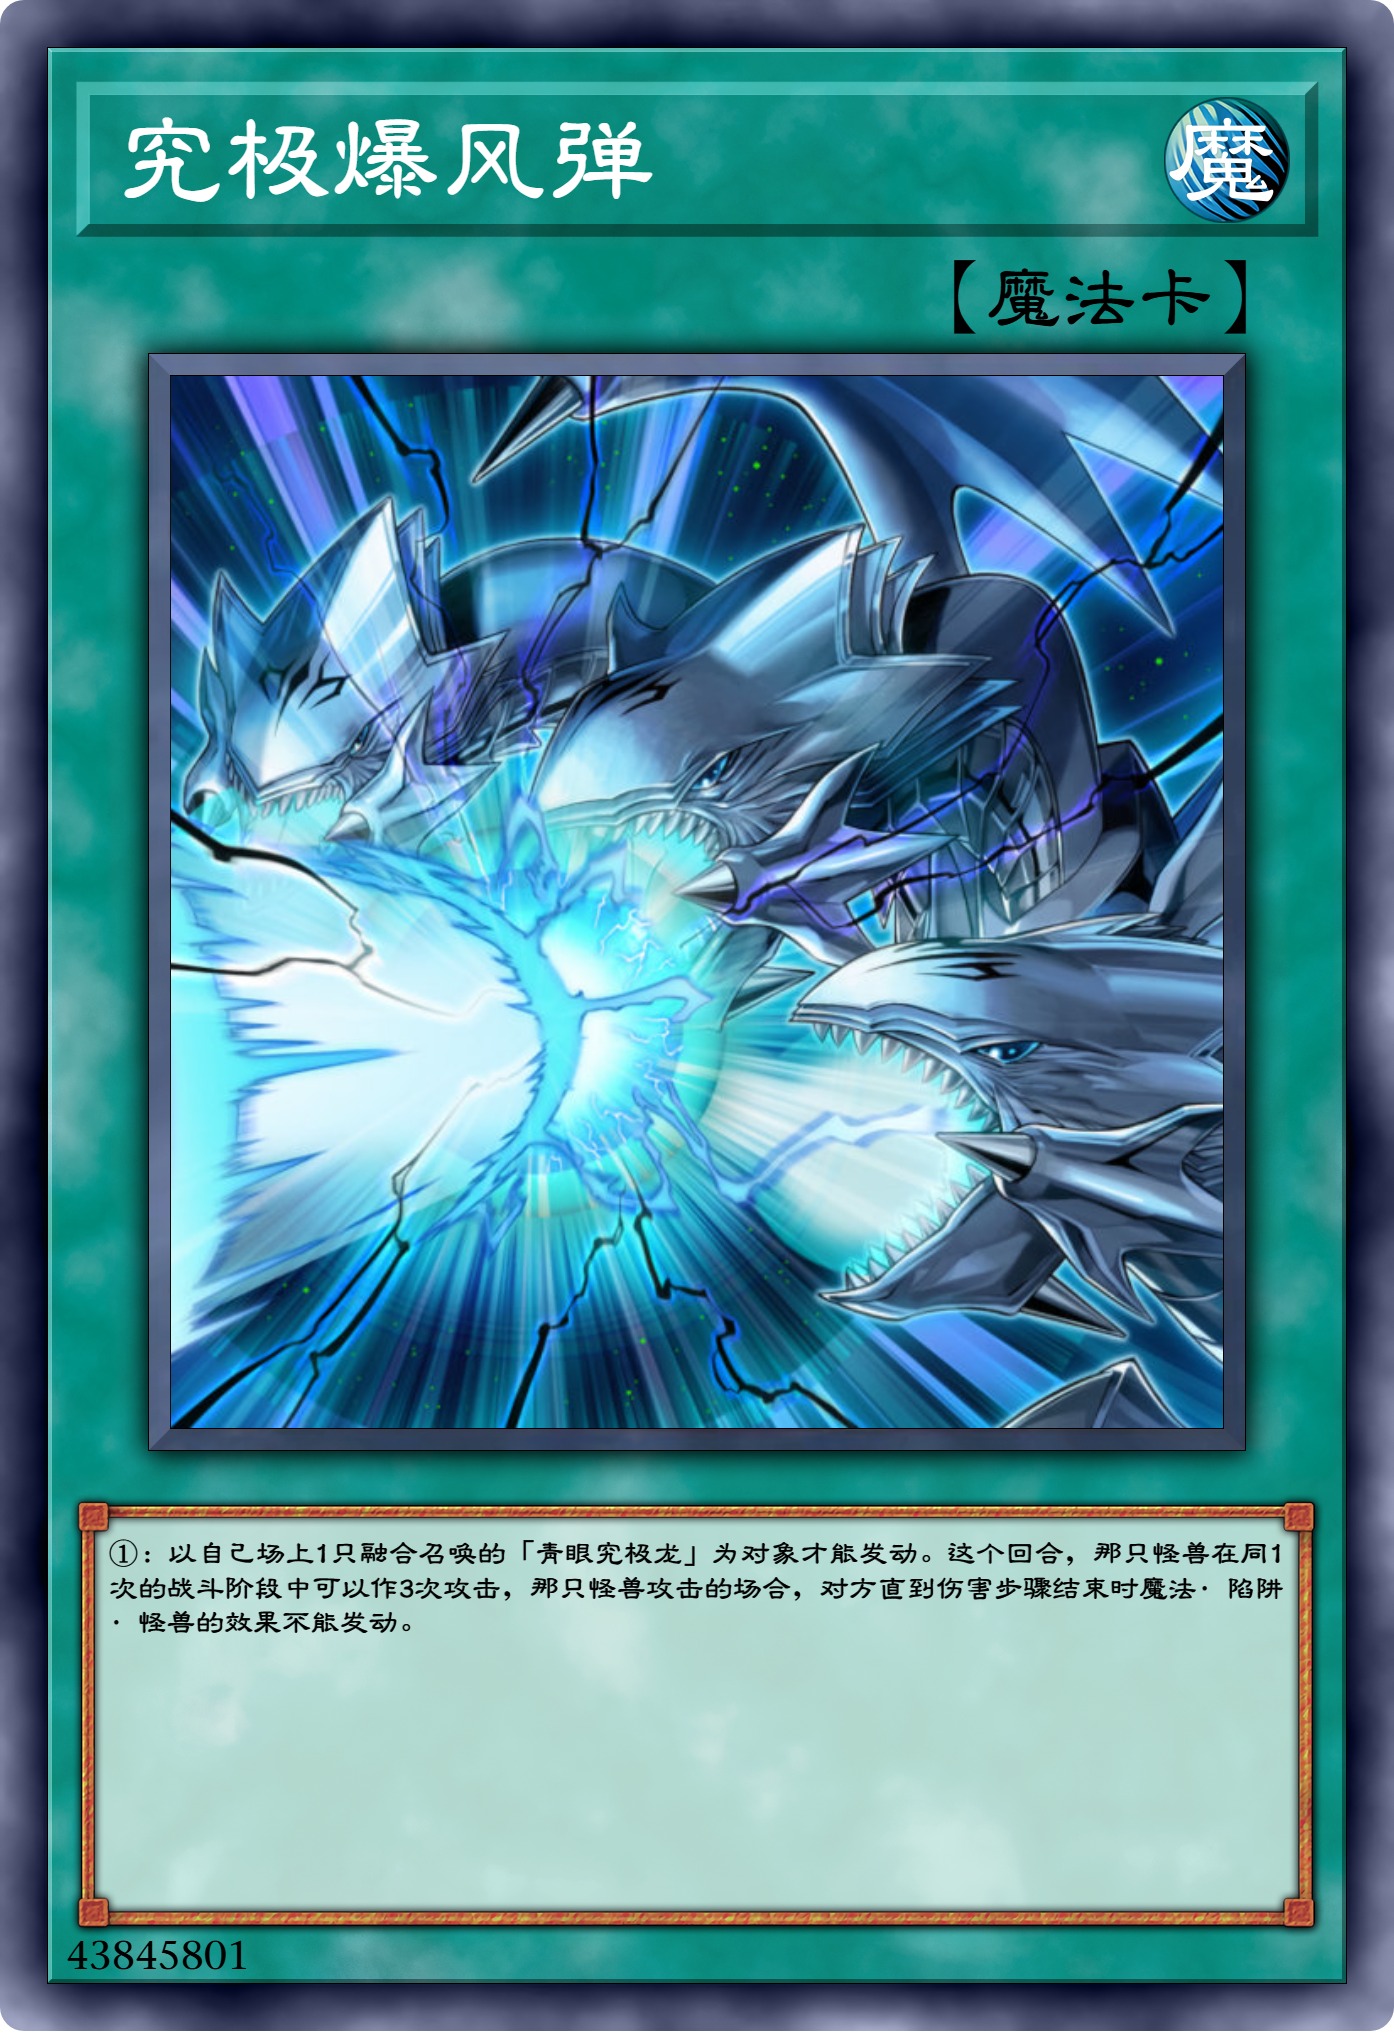 究极爆风弹
魔
【魔法卡】
①：以自己场上1只融合召唤的「青眼究极龙」为对象才能发动。这个回合，那只怪兽在同1
次的战斗阶段中可以作3次攻击，那只怪兽攻击的场合，对方直到伤害步骤结束时魔法· 陷阱
· 怪兽的效果不能发动。
43845801